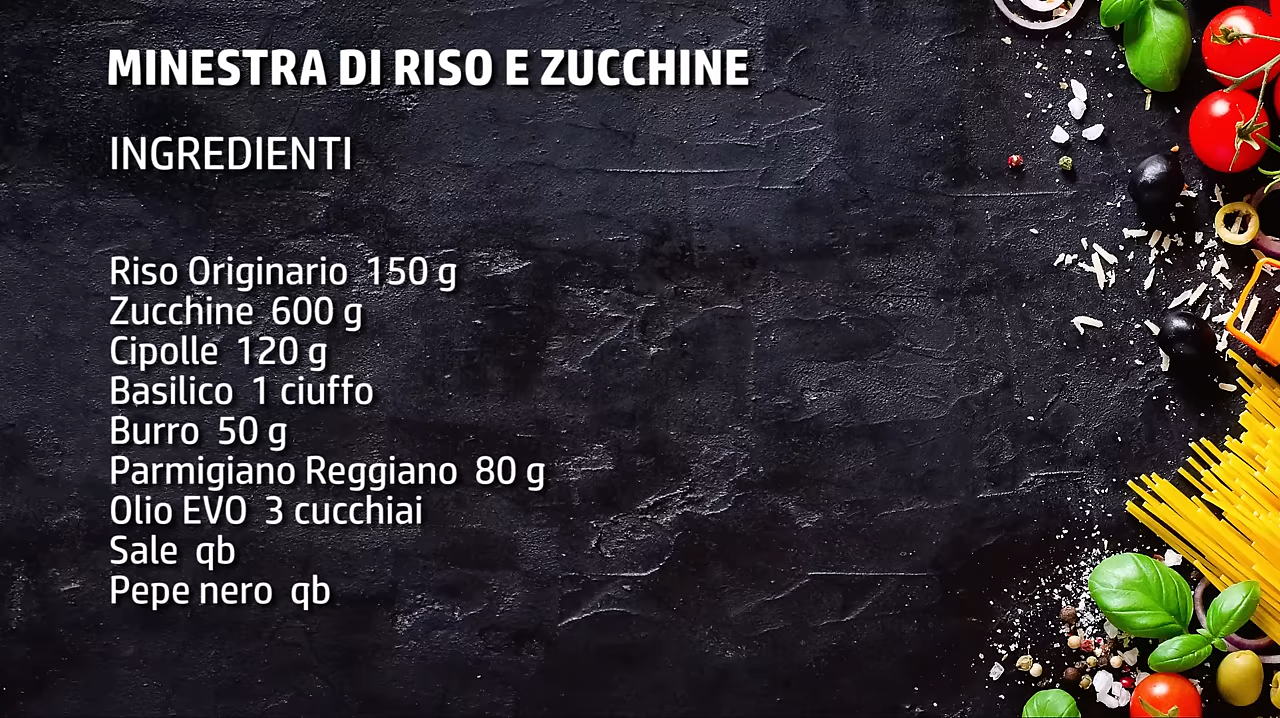 MINESTRA DI RISO E ZUCCHINE
INGREDIENTI
Riso Originario 150 g
Zucchine 600 g
Cipolle 120 g
Basilico 1 ciuffo
Burro 50 g
Parmigiano Reggiano 80 g
Olio EVO 3 cucchiai
Sale qb
Pepe nero qb